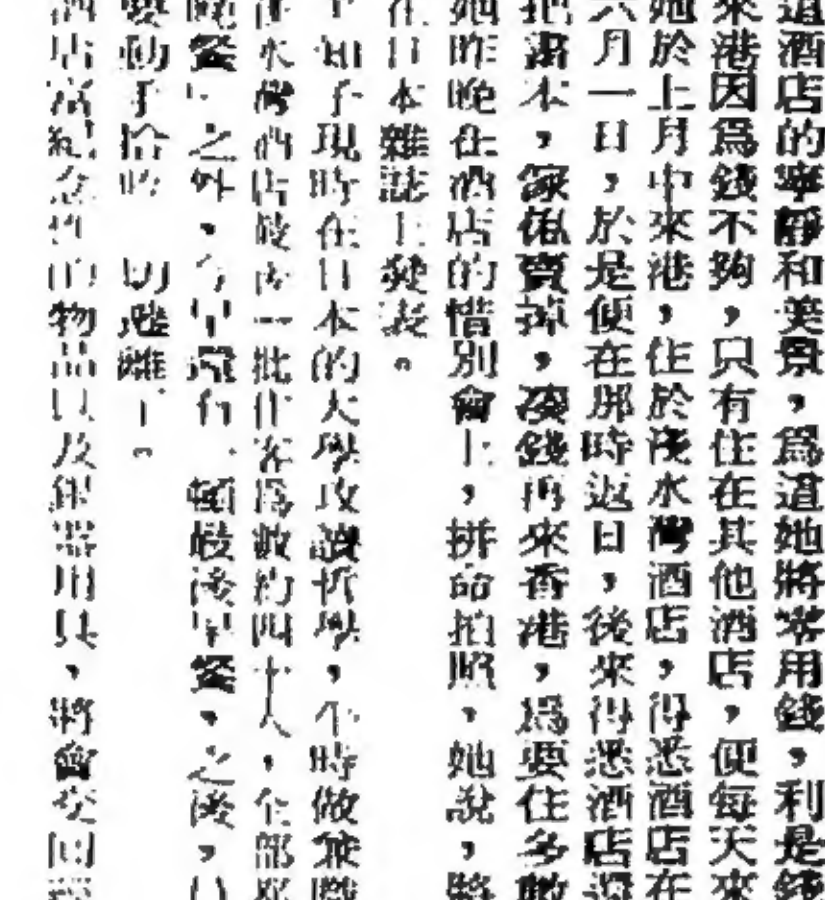 道酒店的寧靜和美景，爲道她將零用錢，利是錢
來港因爲錢不夠，只有住在其他酒店，便每天來
她於上月中來港，住於淺水灣酒店，得悉酒店在
六月一日，於是便在那時返日，後來得悉酒店還
把書本，傢俬賣掉，湊錢再來香港，爲要住多數
她昨晚在酒店的惜別會上，拼命拍照，她說，將
在日本雜誌上發表。
子現時在日本的大學攻讀哲學，不時做兼職
淺水灣酒店最後一批住客爲數約四十人，全部
晚餐　之外，今早還有　頓最後早餐。之後，
要動手拾　　切遷離　。
酒店　紀念性的物品以及銀器用具，將會交回